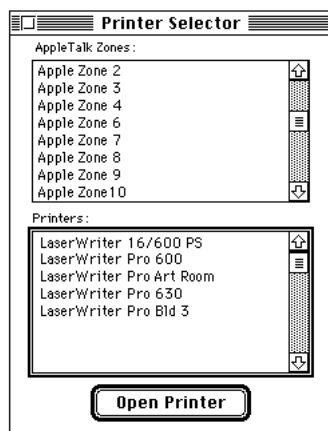 Printer Selector
AppleTalk Zones:
Apple Zone 2
Apple Zone 3
Apple Zone 4
Apple Zone 6
Apple Zone 7
Apple Zone 8
Apple Zone 9
Apple Zone10
Printers:
LaserWriter 16/600 PS
LaserWriter Pro 600
LaserWriter Pro Art Room
LaserWriter Pro 630
LaserWriter Pro Bld 3
Open Printer